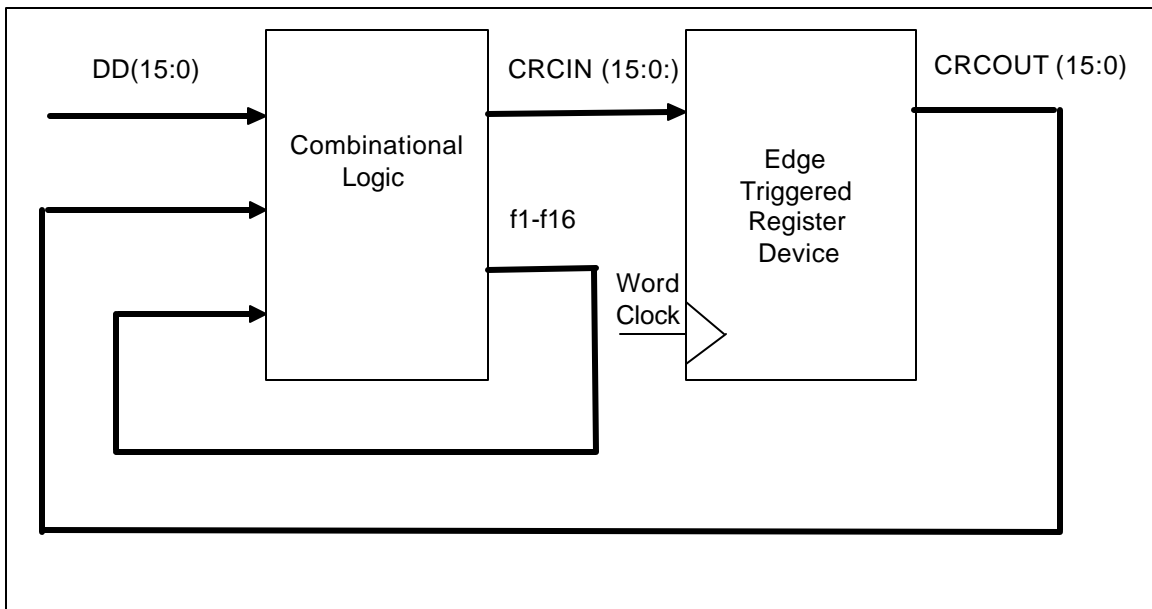 DD(15:0)
CRCIN (15:0:)
CRCOUT (15:0)
Combinational
Logic
Edge
Triggered
Register
Device
f1-f16
Word
Clock